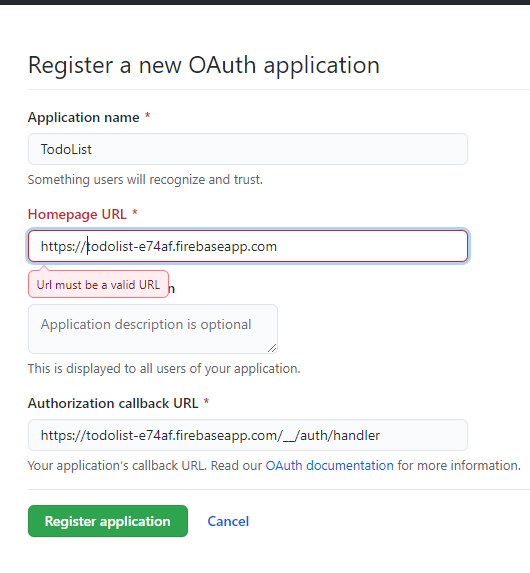 Register a new OAuth application
Application name *
TodoList
Something users will recognize and trust.
Homepage URL *
https://todolist-e74af.firebaseapp.com
Url must be a valid URL
n
Application description is optional
This is displayed to all users of your application.
Authorization callback URL *
https://todolist-e74af.firebaseapp.com/__/auth/handler
Your application's callback URL. Read our OAuth documentation for more information.
Register application
Cancel